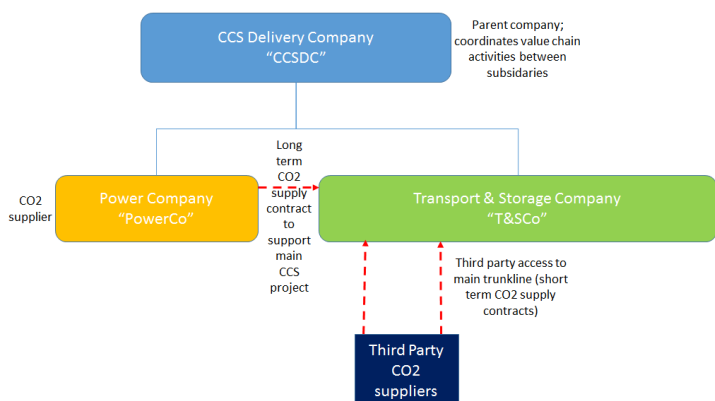 CCS Delivery Company
“CCSDC”
Parent company;
coordinates value chain
activities between
subsidaries
Long
term
CO2
supply
contract
to
support
main
CCS
project
CO2
supplier
Power Company
“PowerCo”
Transport & Storage Company
“T&SCo”
Third party access to
main trunkline (short
term CO2 supply
contracts)
Third Party
CO2
suppliers